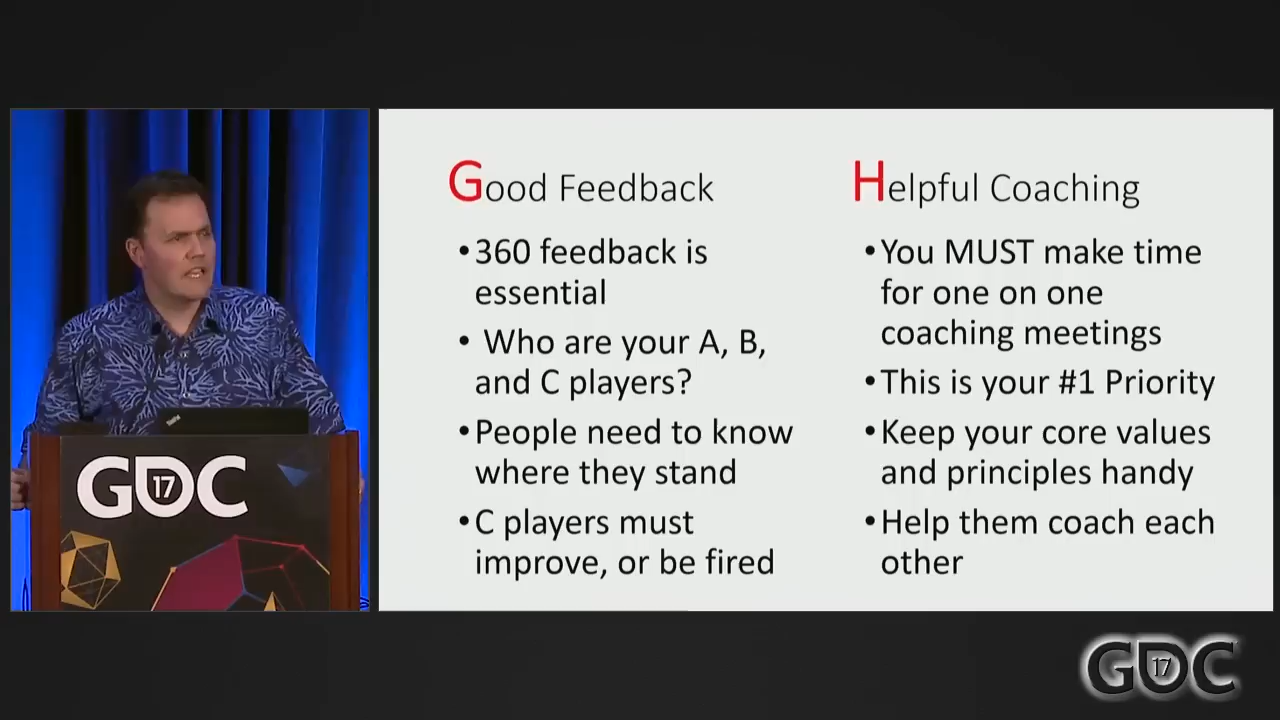 Good Feedback
•360 feedback is
essential
• Who are your A, B,
and C players?
•People need to know
where they stand
•C players must
improve, or be fired
Helpful Coaching
•You MUST make time
for one on one
coaching meetings
•This is your #1 Priority
•Keep your core values
and principles handy
•Help them coach each
other
GDC
17
GDC
17